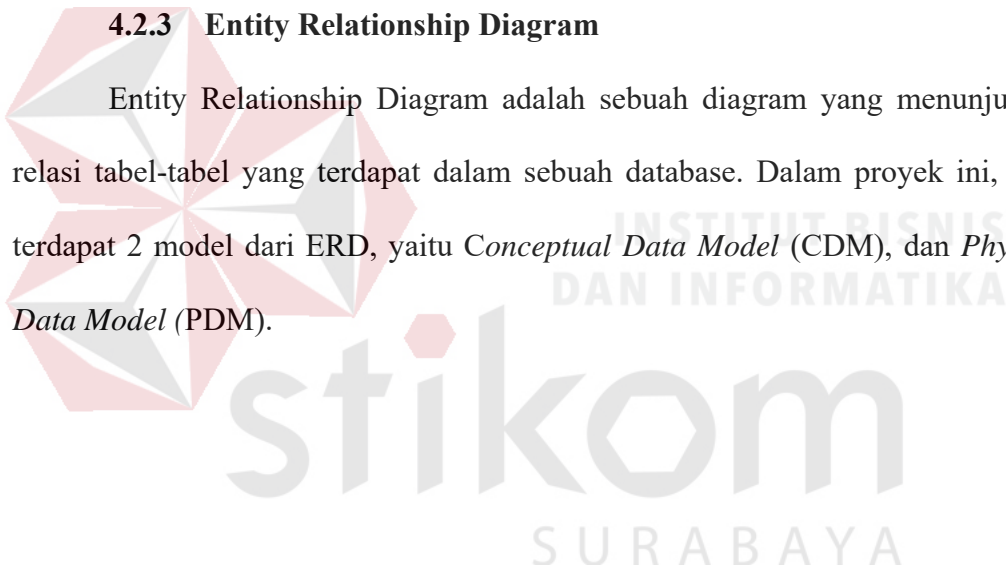 4.2.3 Entity Relationship Diagram
Entity Relationship Diagram adalah sebuah diagram yang menunju
relasi tabel-tabel yang terdapat dalam sebuah database. Dalam proyek ini,
terdapat 2 model dari ERD, yaitu Conceptual Data Model (CDM), dan Phy
Data Model (PDM).
INSTITUT BISNIS
DAN INFORMATIKA
stikom
SURABAYA